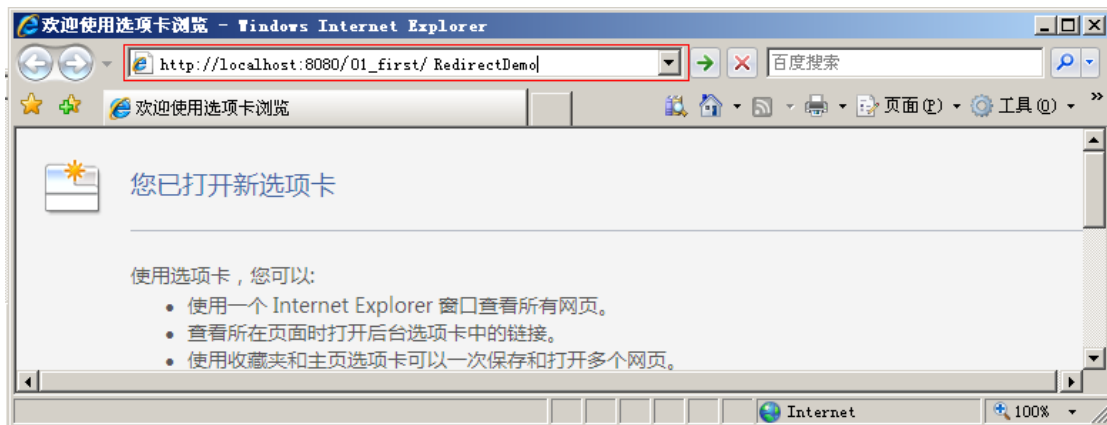 欢迎使用选项卡浏览 - Windows Internet Explorer
http://localhost:8080/01_first/ RedirectDemo
百度搜索
欢迎使用选项卡浏览
页面(P)
工具(O)
»
您已打开新选项卡
使用选项卡，您可以:
• 使用一个 Internet Explorer 窗口查看所有网页。
• 查看所在页面时打开后台选项卡中的链接。
• 使用收藏夹和主页选项卡可以一次保存和打开多个网页。
Internet
100%